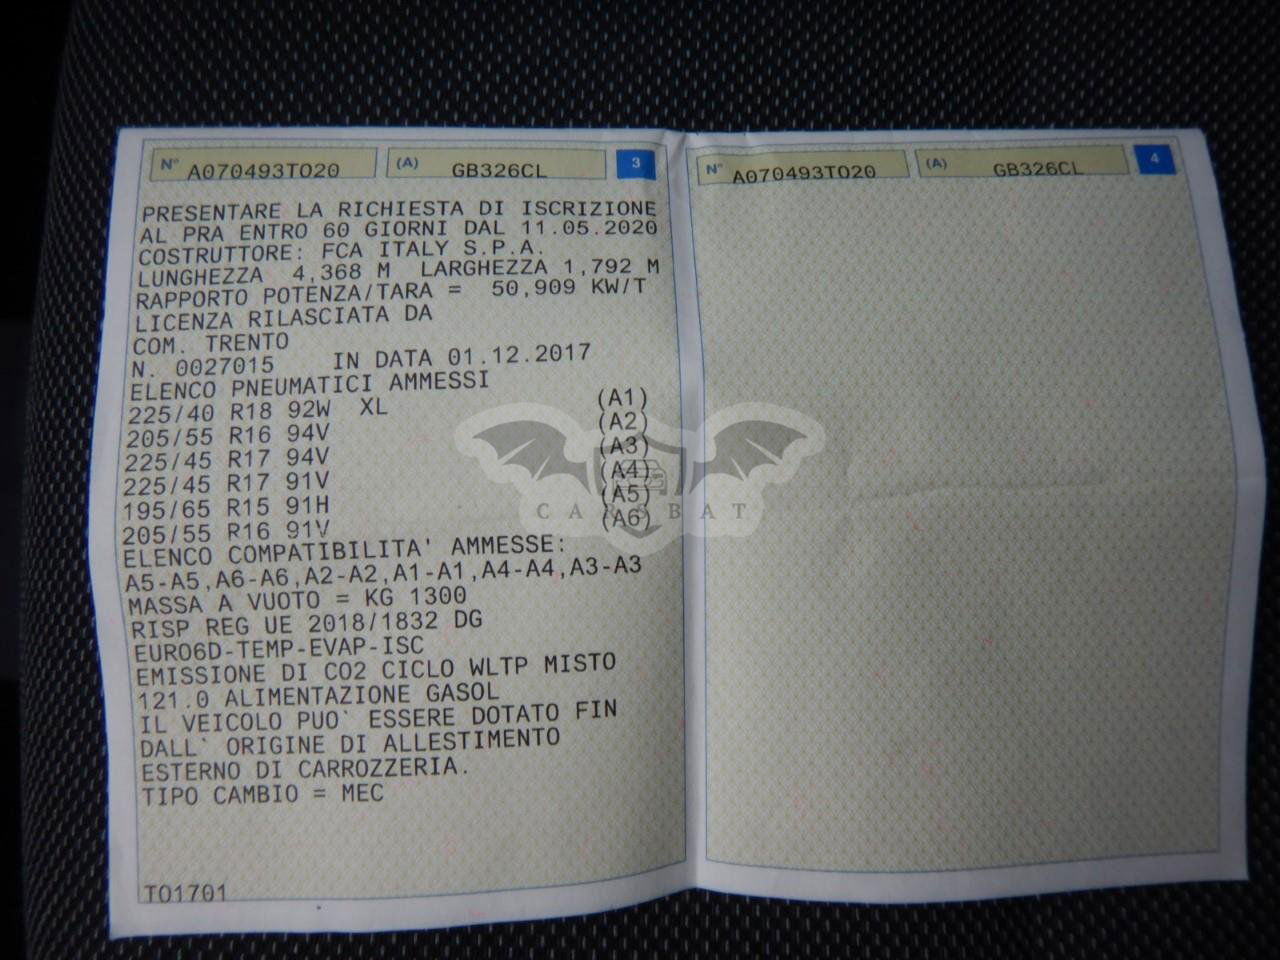 N° A070493TO20 (A) GB326CL 3
PRESENTARE LA RICHIESTA DI ISCRIZIONE
AL PRA ENTRO 60 GIORNI DAL 11.05.2020
COSTRUTTORE: FCA ITALY S.P.A.
LUNGHEZZA 4,368 M LARGHEZZA 1,792 M
RAPPORTO POTENZA/TARA = 50,909 KW/T
LICENZA RILASCIATA DA
COM. TRENTO
N. 0027015 IN DATA 01.12.2017
ELENCO PNEUMATICI AMMESSI
225/40 R18 92W XL (A1)
205/55 R16 94V (A2)
225/45 R17 94V (A3)
225/45 R17 91V (A4)
195/65 R15 91H (A5)
205/55 R16 91V (A6)
ELENCO COMPATIBILITA' AMMESSE:
A5-A5,A6-A6,A2-A2,A1-A1,A4-A4,A3-A3
MASSA A VUOTO = KG 1300
RISP REG UE 2018/1832 DG
EURO6D-TEMP-EVAP-ISC
EMISSIONE DI CO2 CICLO WLTP MISTO
121.0 ALIMENTAZIONE GASOL
IL VEICOLO PUO` ESSERE DOTATO FIN
DALL` ORIGINE DI ALLESTIMENTO
ESTERNO DI CARROZZERIA.
TIPO CAMBIO = MEC
TO1701
N° A070493TO20 (A) GB326CL 4
CARSBAT